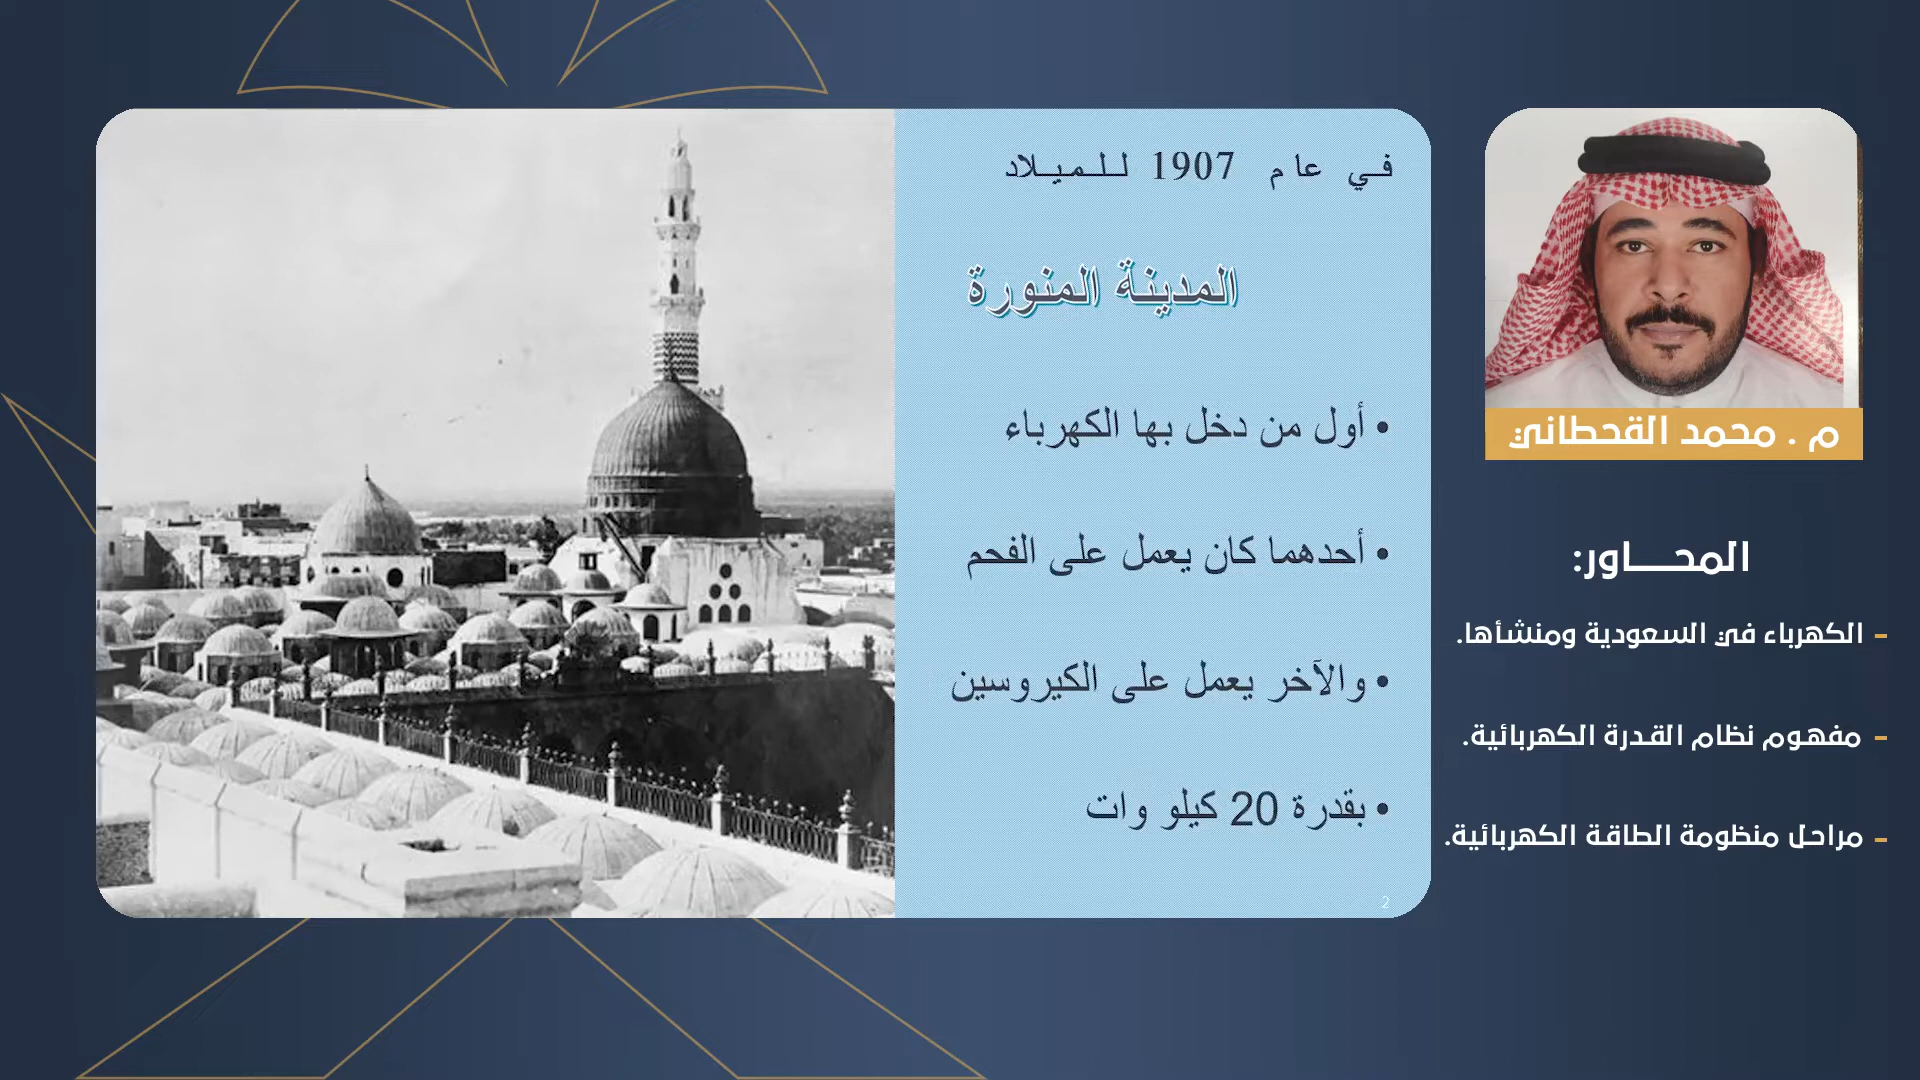 في عام 1907 للميلاد
المدينة المنورة
• أول من دخل بها الكهرباء
• أحدهما كان يعمل على الفحم
• والآخر يعمل على الكيروسين
• بقدرة 20 كيلو وات
2
م . محمد القحطاني
المحـــاور:
- الكهرباء في السعودية ومنشأها.
- مفهوم نظام القدرة الكهربائية.
- مراحل منظومة الطاقة الكهربائية.